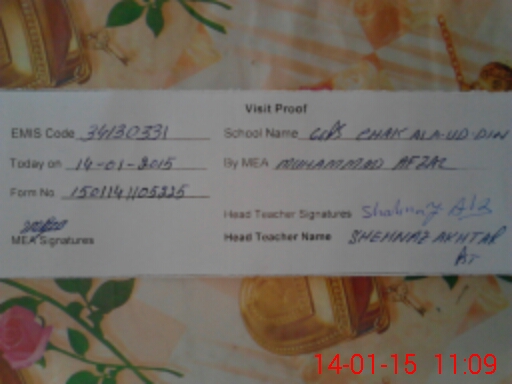 Visit Proof
EMIS Code 34130331 School Name GPS CHAK ALA-UD-DIN
Today on 14-01-2015 By MEA MUHAMMAD AFZAL
Form No 1501141105225
Head Teacher Signatures Shahnaz
MEA Signatures Head Teacher Name SHEHNAZ AKHTAR
14-01-15 11:09